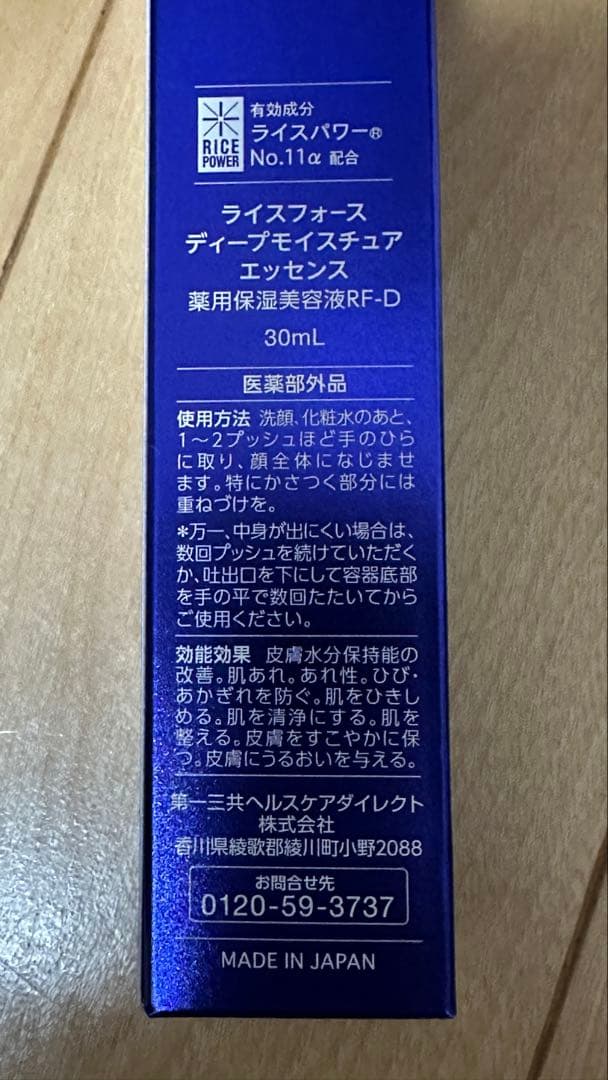 RICE
POWER
有効成分
ライスパワー®
No.11α 配合
ライスフォース
ディープモイスチュア
エッセンス
薬用保湿美容液RF-D
30mL
医薬部外品
使用方法 洗顔、化粧水のあと、
1～2プッシュほど手のひら
に取り、顔全体になじませ
ます。特にかさつく部分には
重ねづけを。
*万一、中身が出にくい場合は、
数回プッシュを続けていただく
か、吐出口を下にして容器底部
を手の平で数回たたいてから
ご使用ください。
効能効果 皮膚水分保持能の
改善。肌あれ。あれ性。ひび・
あかぎれを防ぐ。肌をひきし
める。肌を清浄にする。肌を
整える。皮膚をすこやかに保
つ。皮膚にうるおいを与える。
第一三共ヘルスケアダイレクト
株式会社
香川県綾歌郡綾川町小野2088
お問合せ先
0120-59-3737
MADE IN JAPAN